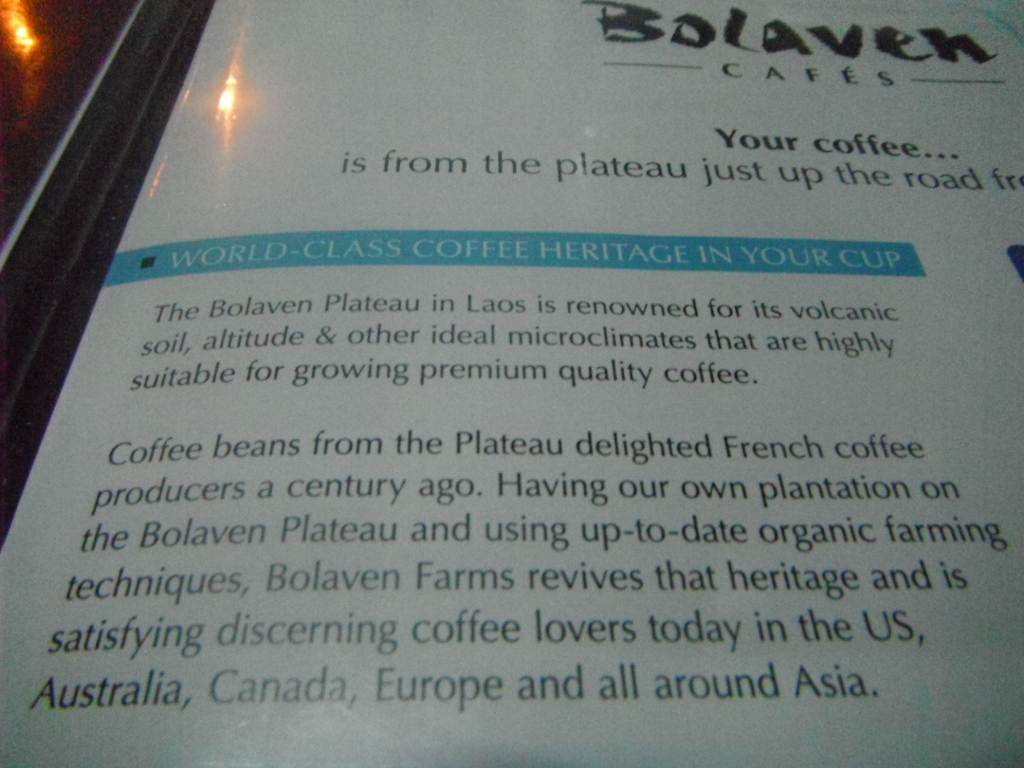 Bolaven
CAFÉS
Your coffee...
is from the plateau just up the road
WORLD-CLASS COFFEE HERITAGE IN YOUR CUP
The Bolaven Plateau in Laos is renowned for its volcanic
soil, altitude & other ideal microclimates that are highly
suitable for growing premium quality coffee.
Coffee beans from the Plateau delighted French coffee
producers a century ago. Having our own plantation on
the Bolaven Plateau and using up-to-date organic farming
techniques, Bolaven Farms revives that heritage and is
satisfying discerning coffee lovers today in the US,
Australia, Canada, Europe and all around Asia.